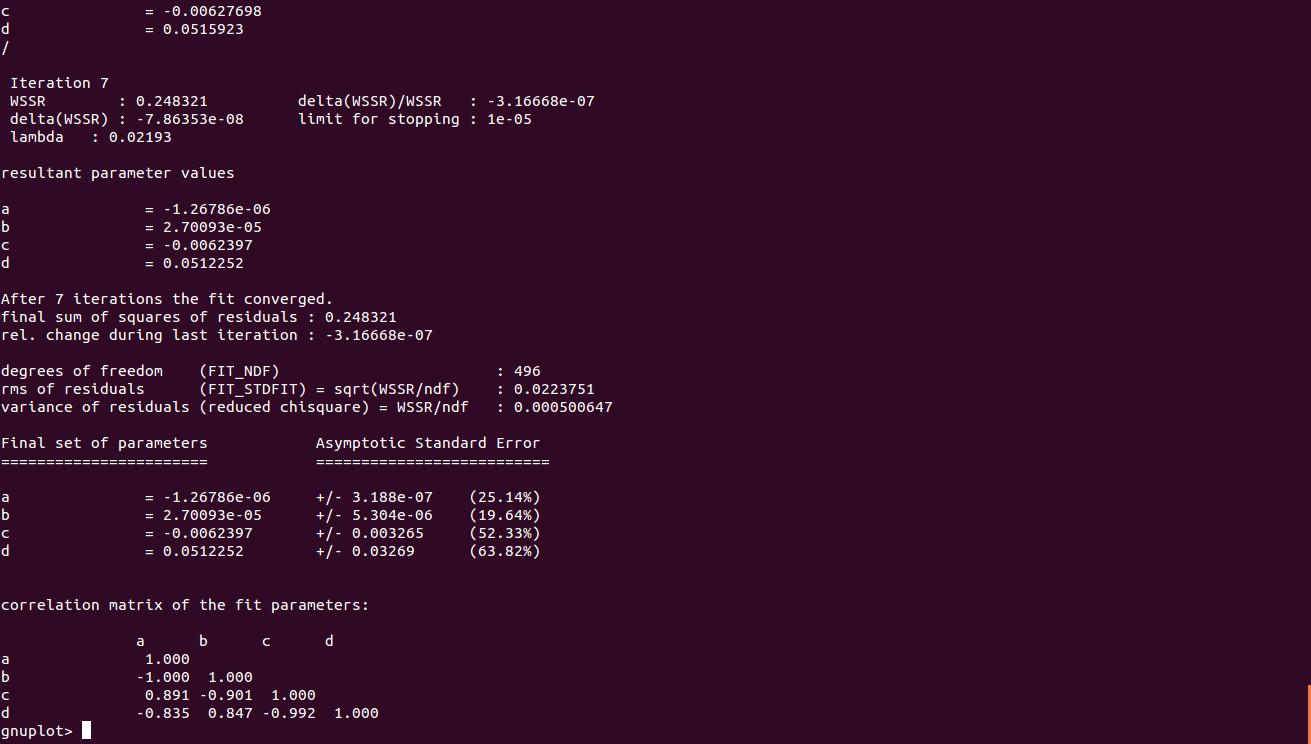 c               = -0.00627698
d               = 0.0515923
/
 Iteration 7
 WSSR        : 0.248321          delta(WSSR)/WSSR   : -3.16668e-07
 delta(WSSR) : -7.86353e-08      limit for stopping : 1e-05
 lambda   : 0.02193
resultant parameter values
a               = -1.26786e-06
b               = 2.70093e-05
c               = -0.0062397
d               = 0.0512252
After 7 iterations the fit converged.
final sum of squares of residuals : 0.248321
rel. change during last iteration : -3.16668e-07
degrees of freedom    (FIT_NDF)                        : 496
rms of residuals      (FIT_STDFIT) = sqrt(WSSR/ndf)    : 0.0223751
variance of residuals (reduced chisquare) = WSSR/ndf   : 0.000500647
Final set of parameters            Asymptotic Standard Error
=======================            ==========================
a               = -1.26786e-06     +/- 3.188e-07    (25.14%)
b               = 2.70093e-05      +/- 5.304e-06    (19.64%)
c               = -0.0062397       +/- 0.003265     (52.33%)
d               = 0.0512252        +/- 0.03269      (63.82%)
correlation matrix of the fit parameters:
               a      b      c      d
a               1.000
b              -1.000  1.000
c               0.891 -0.901  1.000
d              -0.835  0.847 -0.992  1.000
gnuplot>